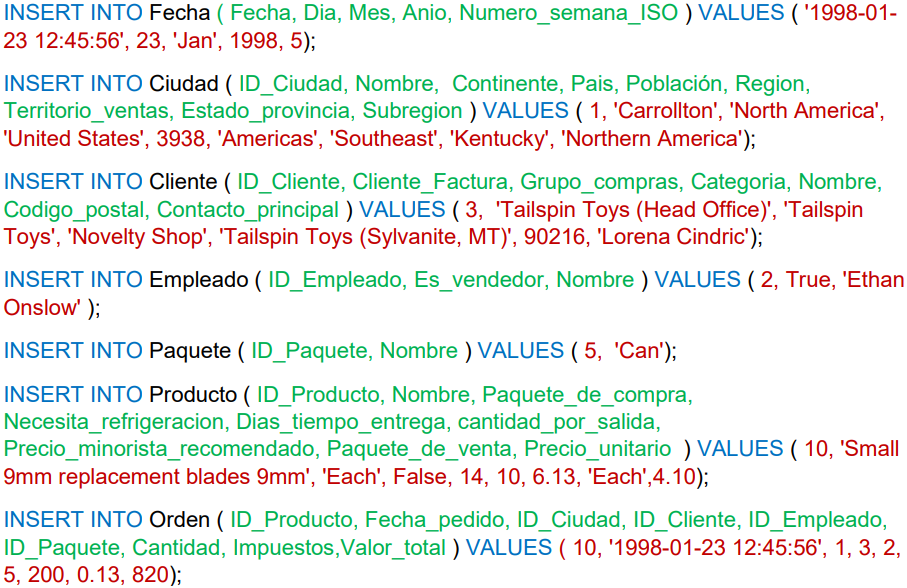 INSERT INTO Fecha ( Fecha, Dia, Mes, Anio, Numero_semana_ISO ) VALUES ( '1998-01-
23 12:45:56', 23, 'Jan', 1998, 5);
INSERT INTO Ciudad ( ID_Ciudad, Nombre,  Continente, Pais, Población, Region,
Territorio_ventas, Estado_provincia, Subregion ) VALUES ( 1, 'Carrollton', 'North America',
'United States', 3938, 'Americas', 'Southeast', 'Kentucky', 'Northern America');
INSERT INTO Cliente ( ID_Cliente, Cliente_Factura, Grupo_compras, Categoria, Nombre,
Codigo_postal, Contacto_principal ) VALUES ( 3,  'Tailspin Toys (Head Office)', 'Tailspin
Toys', 'Novelty Shop', 'Tailspin Toys (Sylvanite, MT)', 90216, 'Lorena Cindric');
INSERT INTO Empleado ( ID_Empleado, Es_vendedor, Nombre ) VALUES ( 2, True, 'Ethan
Onslow' );
INSERT INTO Paquete ( ID_Paquete, Nombre ) VALUES ( 5,  'Can');
INSERT INTO Producto ( ID_Producto, Nombre, Paquete_de_compra,
Necesita_refrigeracion, Dias_tiempo_entrega, cantidad_por_salida,
Precio_minorista_recomendado, Paquete_de_venta, Precio_unitario  ) VALUES ( 10, 'Small
9mm replacement blades 9mm', 'Each', False, 14, 10, 6.13, 'Each',4.10);
INSERT INTO Orden ( ID_Producto, Fecha_pedido, ID_Ciudad, ID_Cliente, ID_Empleado,
ID_Paquete, Cantidad, Impuestos,Valor_total ) VALUES ( 10, '1998-01-23 12:45:56', 1, 3, 2,
5, 200, 0.13, 820);